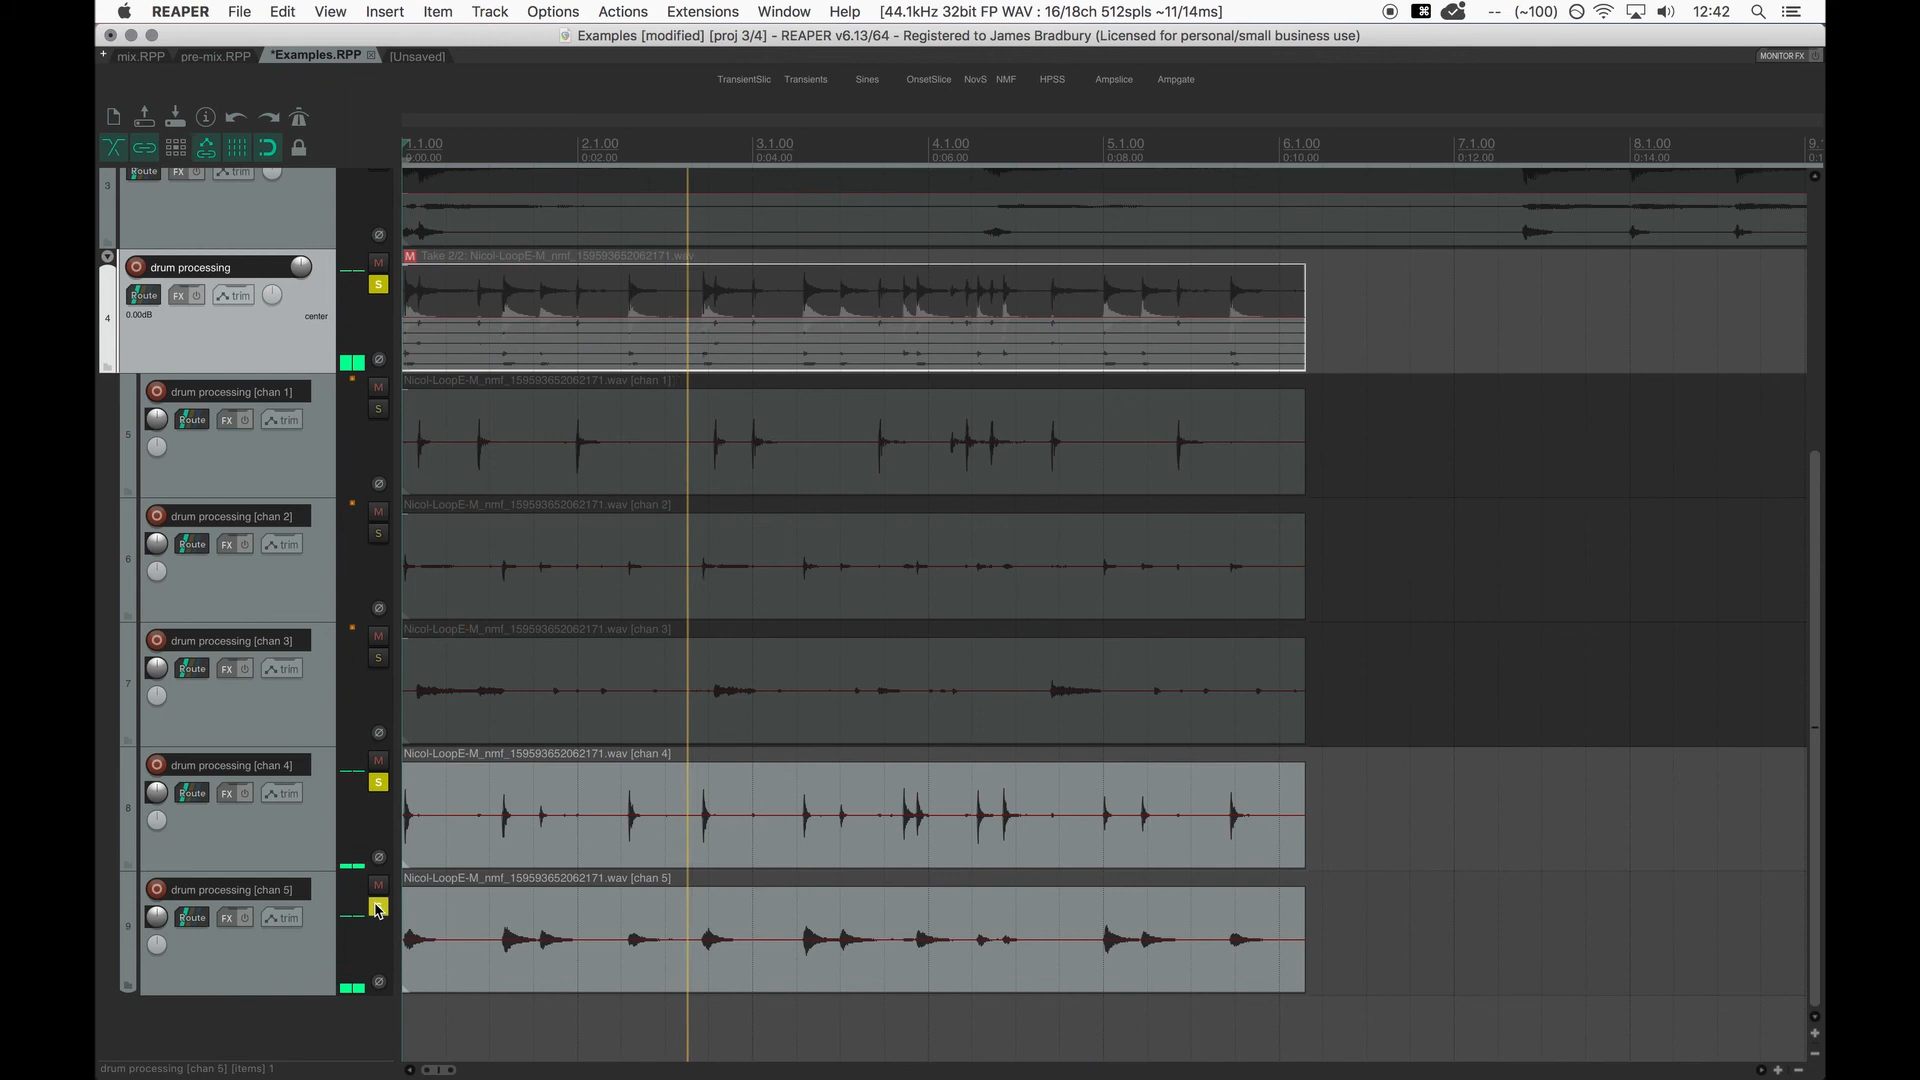 REAPER File Edit View Insert Item Track Options Actions Extensions Window Help [44.1kHz 32bit FP WAV : 16/18ch 512spls ~11/14ms] -- (~100) 12:42
Examples [modified] [proj 3/4] - REAPER v6.13/64 - Registered to James Bradbury (Licensed for personal/small business use)
+ mix.RPP pre-mix.RPP *Examples.RPP [Unsaved] MONITOR FX
TransientSlic Transients Sines OnsetSlice NovS NMF HPSS Ampslice Ampgate
1.1.00 2.1.00 3.1.00 4.1.00 5.1.00 6.1.00 7.1.00 8.1.00 9.
0:00.00 0:02.00 0:04.00 0:06.00 0:08.00 0:10.00 0:12.00 0:14.00 0:1
Route FX trim
3
M Take 2/2: Nicol-LoopE-M_nmf_159593652062171.wav
drum processing M
S
Route FX trim
0.00dB center
4
Nicol-LoopE-M_nmf_159593652062171.wav [chan 1]
drum processing [chan 1] M
S
Route FX trim
5
Nicol-LoopE-M_nmf_159593652062171.wav [chan 2]
drum processing [chan 2] M
S
Route FX trim
6
Nicol-LoopE-M_nmf_159593652062171.wav [chan 3]
drum processing [chan 3] M
S
Route FX trim
7
Nicol-LoopE-M_nmf_159593652062171.wav [chan 4]
drum processing [chan 4] M
S
Route FX trim
8
Nicol-LoopE-M_nmf_159593652062171.wav [chan 5]
drum processing [chan 5] M
Route FX trim
9
drum processing [chan 5] [items] 1